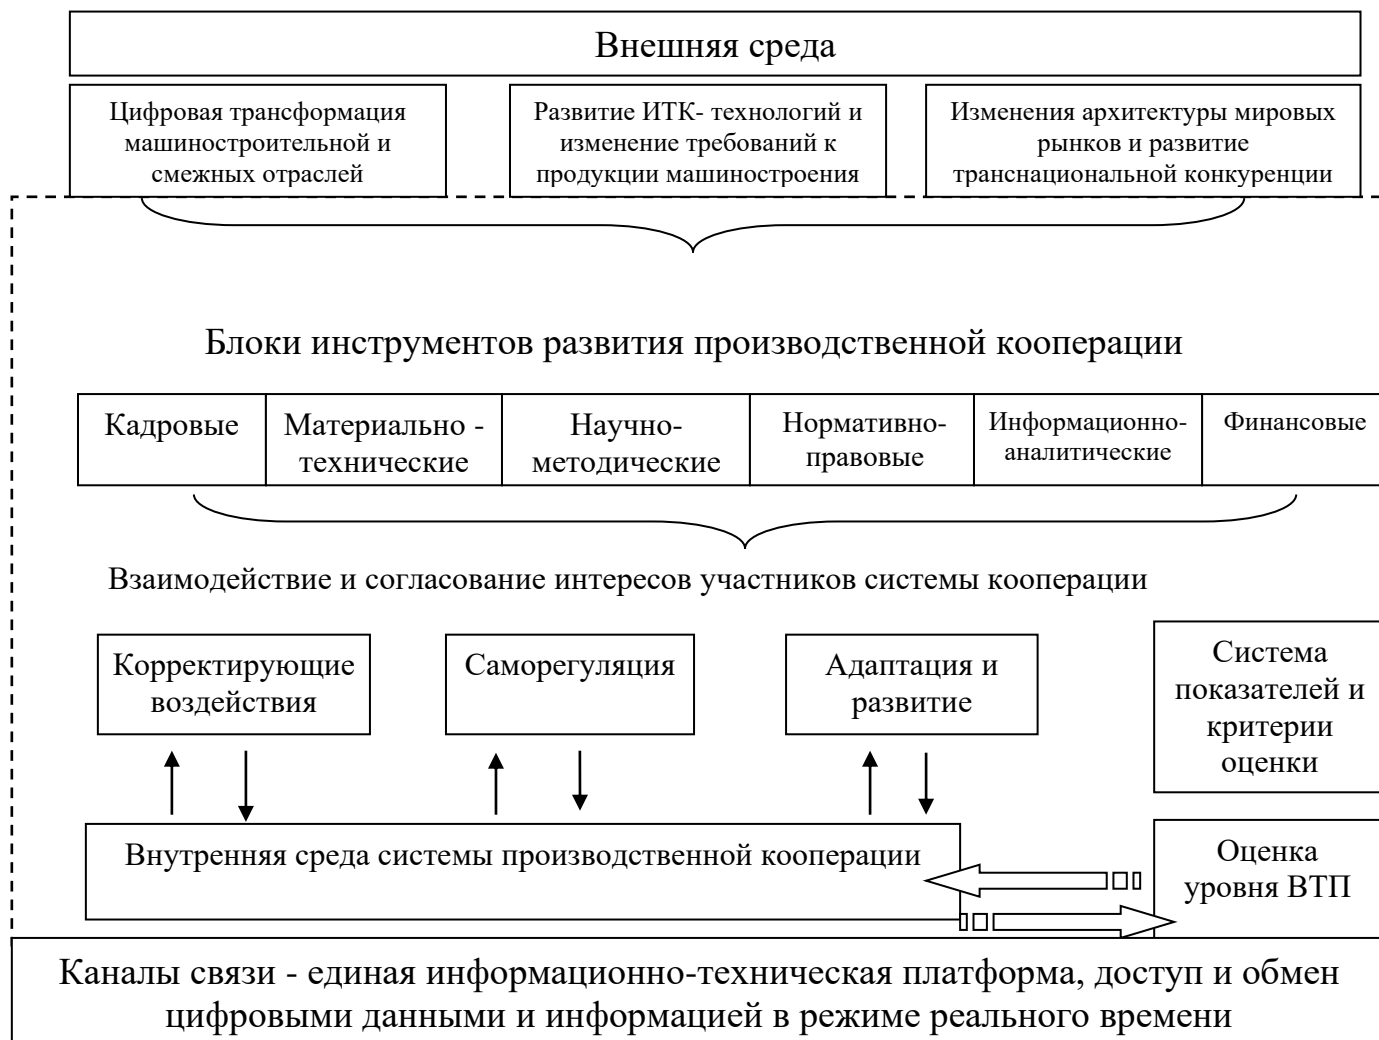 Внешняя среда
Цифровая трансформация
машиностроительной и
смежных отраслей
Развитие ИТК- технологий и
изменение требований к
продукции машиностроения
Изменения архитектуры мировых
рынков и развитие
транснациональной конкуренции
Блоки инструментов развития производственной кооперации
Кадровые
Материально -
технические
Научно-
методические
Нормативно-
правовые
Информационно-
аналитические
Финансовые
Взаимодействие и согласование интересов участников системы кооперации
Корректирующие
воздействия
Саморегуляция
Адаптация и
развитие
Система
показателей и
критерии
оценки
Внутренняя среда системы производственной кооперации
Оценка
уровня ВТП
Каналы связи - единая информационно-техническая платформа, доступ и обмен
цифровыми данными и информацией в режиме реального времени